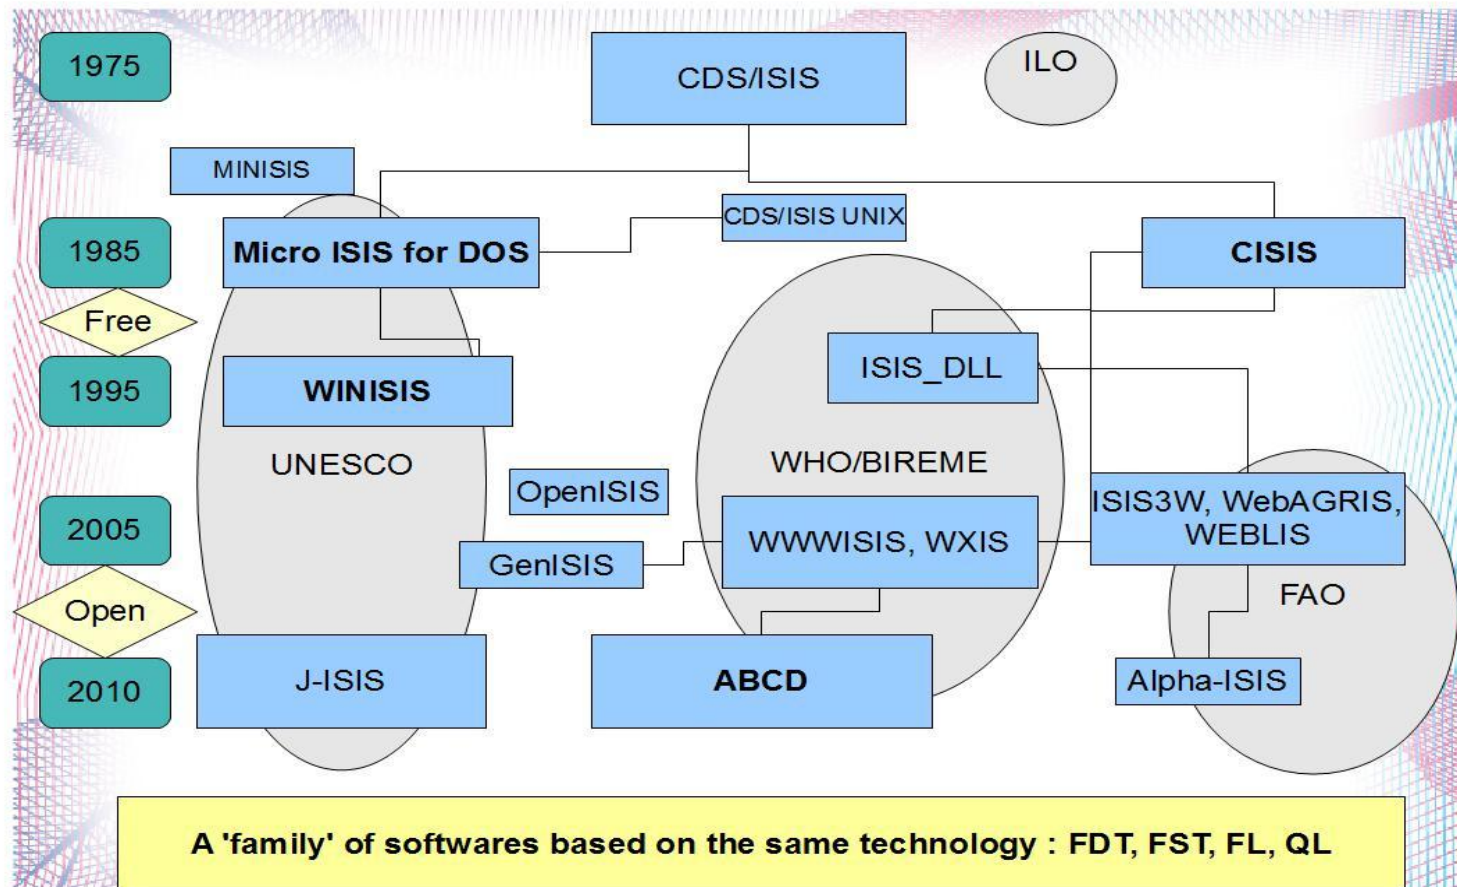 1975
CDS/ISIS
ILO
MINISIS
CDS/ISIS UNIX
1985
Micro ISIS for DOS
CISIS
Free
ISIS_DLL
1995
WINISIS
UNESCO
WHO/BIREME
OpenISIS
ISIS3W, WebAGRIS,
WEBLIS
2005
WWWISIS, WXIS
GenISIS
FAO
Open
J-ISIS
ABCD
Alpha-ISIS
2010
A 'family' of softwares based on the same technology : FDT, FST, FL, QL